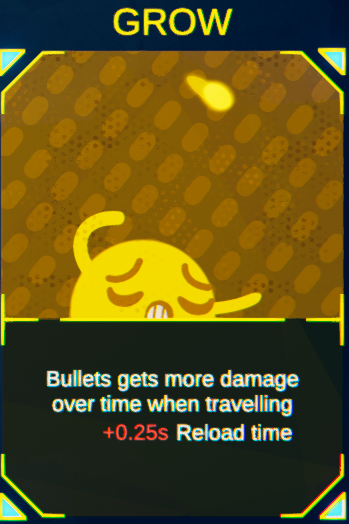 GROW
Bullets gets more damage
over time when travelling
+0.25s Reload time